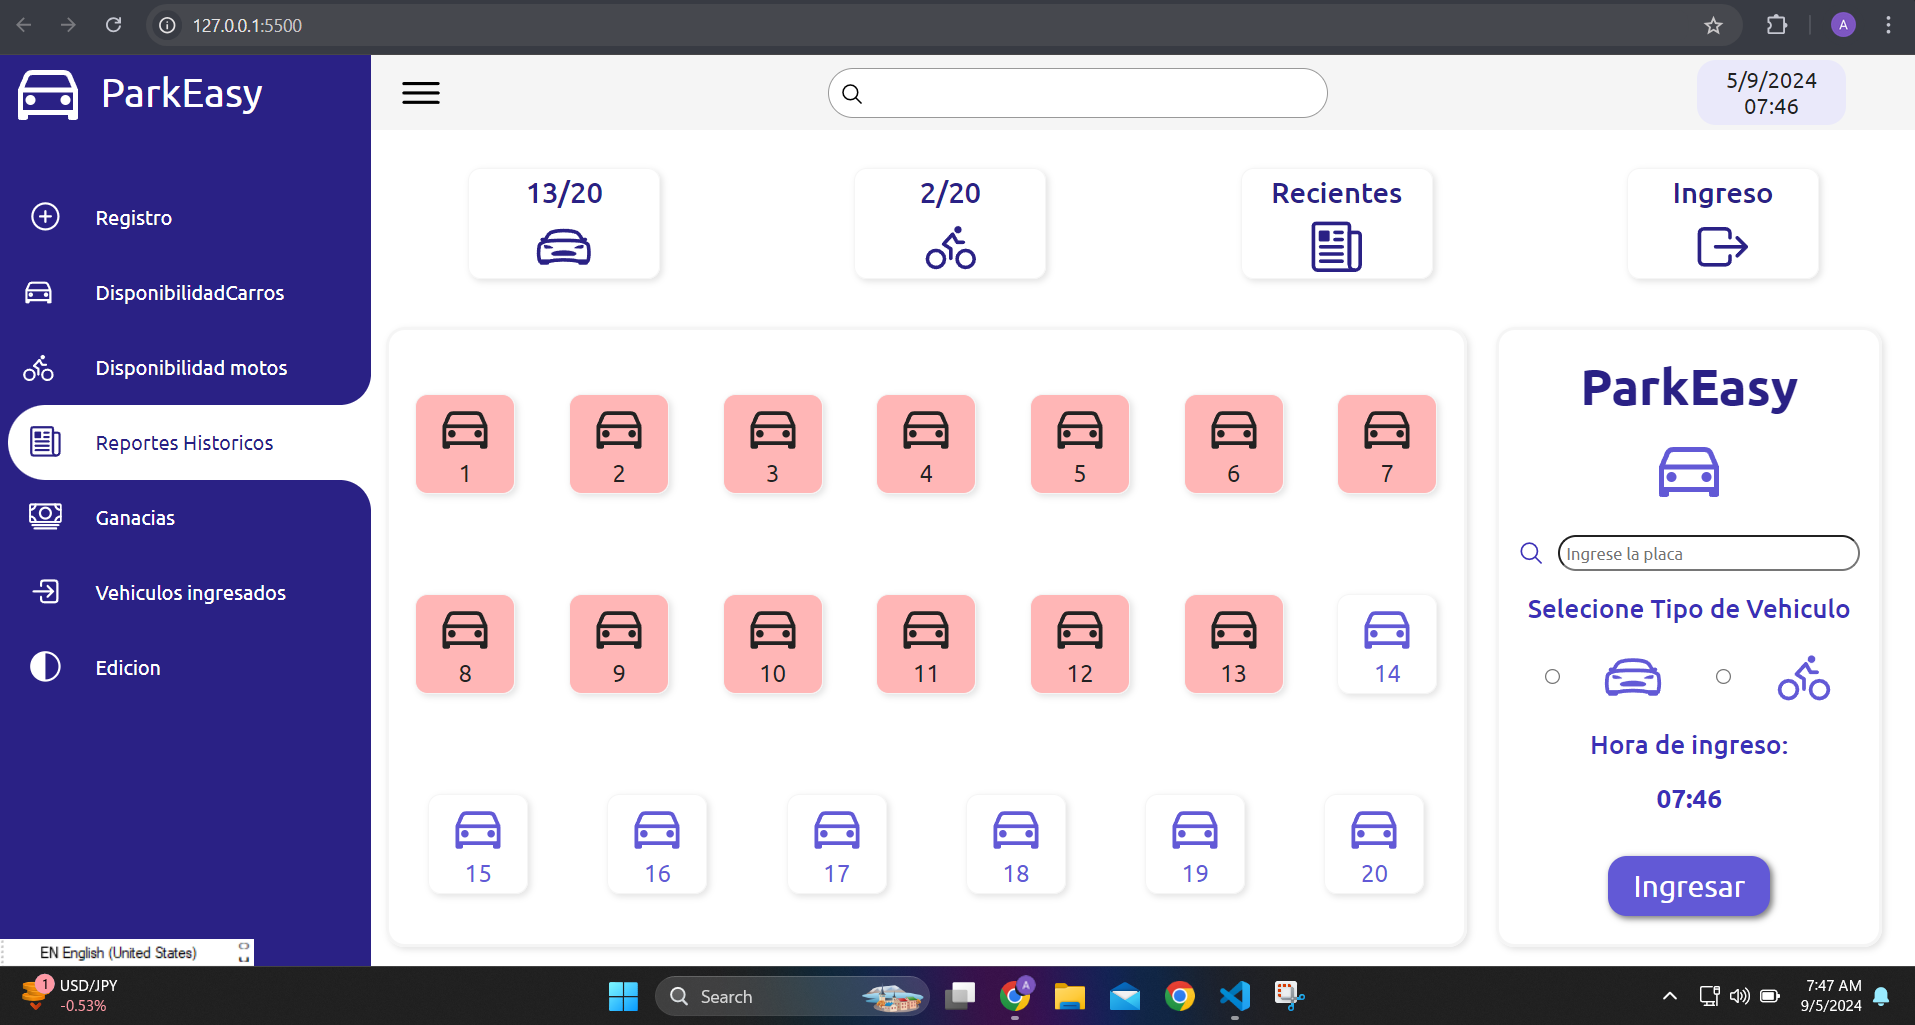 127.0.0.1:5500
A
ParkEasy
5/9/2024
07:46
Registro
DisponibilidadCarros
Disponibilidad motos
Reportes Historicos
Ganacias
Vehiculos ingresados
Edicion
13/20
2/20
Recientes
Ingreso
1
2
3
4
5
6
7
8
9
10
11
12
13
14
15
16
17
18
19
20
ParkEasy
Ingrese la placa
Selecione Tipo de Vehiculo
Hora de ingreso:
07:46
Ingresar
EN English (United States)
1
USD/JPY
-0.53%
Search
A
7:47 AM
9/5/2024